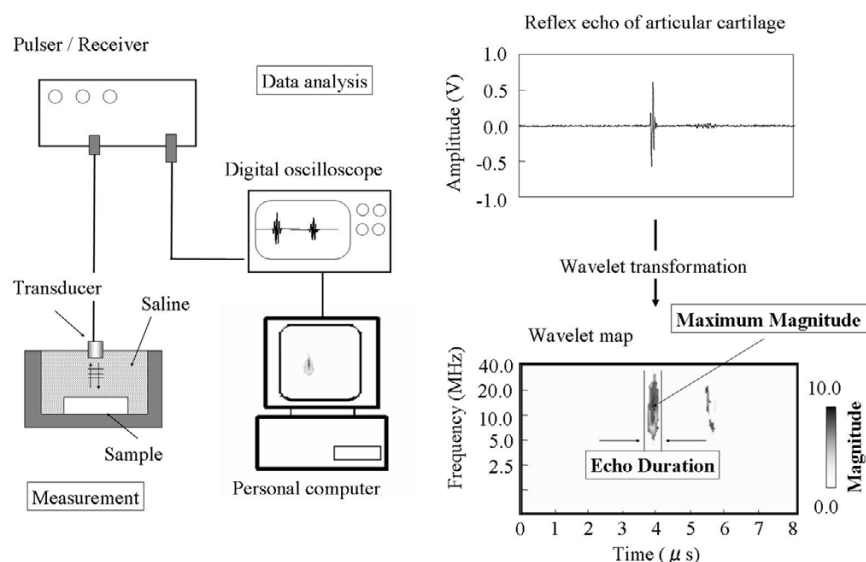 Pulser / Receiver
Data analysis
Digital oscilloscope
Transducer
Saline
Sample
Measurement
Personal computer
Reflex echo of articular cartilage
Amplitude (V)
1.0
0.5
0.0
-0.5
-1.0
Wavelet transformation
Maximum Magnitude
Wavelet map
Frequency (MHz)
40.0
20.0
10.0
5.0
2.5
Echo Duration
10.0
0.0
Magnitude
0 1 2 3 4 5 6 7 8
Time ( μ s)